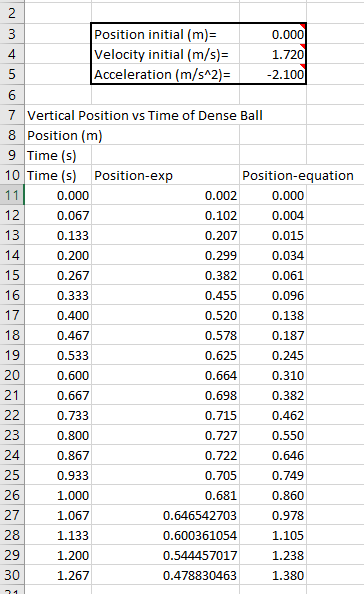 2
3 Position initial (m)= 0.000
4 Velocity initial (m/s)= 1.720
5 Acceleration (m/s^2)= -2.100
6
7 Vertical Position vs Time of Dense Ball
8 Position (m)
9 Time (s)
10 Time (s) Position-exp Position-equation
11 0.000 0.002 0.000
12 0.067 0.102 0.004
13 0.133 0.207 0.015
14 0.200 0.299 0.034
15 0.267 0.382 0.061
16 0.333 0.455 0.096
17 0.400 0.520 0.138
18 0.467 0.578 0.187
19 0.533 0.625 0.245
20 0.600 0.664 0.310
21 0.667 0.698 0.382
22 0.733 0.715 0.462
23 0.800 0.727 0.550
24 0.867 0.722 0.646
25 0.933 0.705 0.749
26 1.000 0.681 0.860
27 1.067 0.646542703 0.978
28 1.133 0.600361054 1.105
29 1.200 0.544457017 1.238
30 1.267 0.478830463 1.380